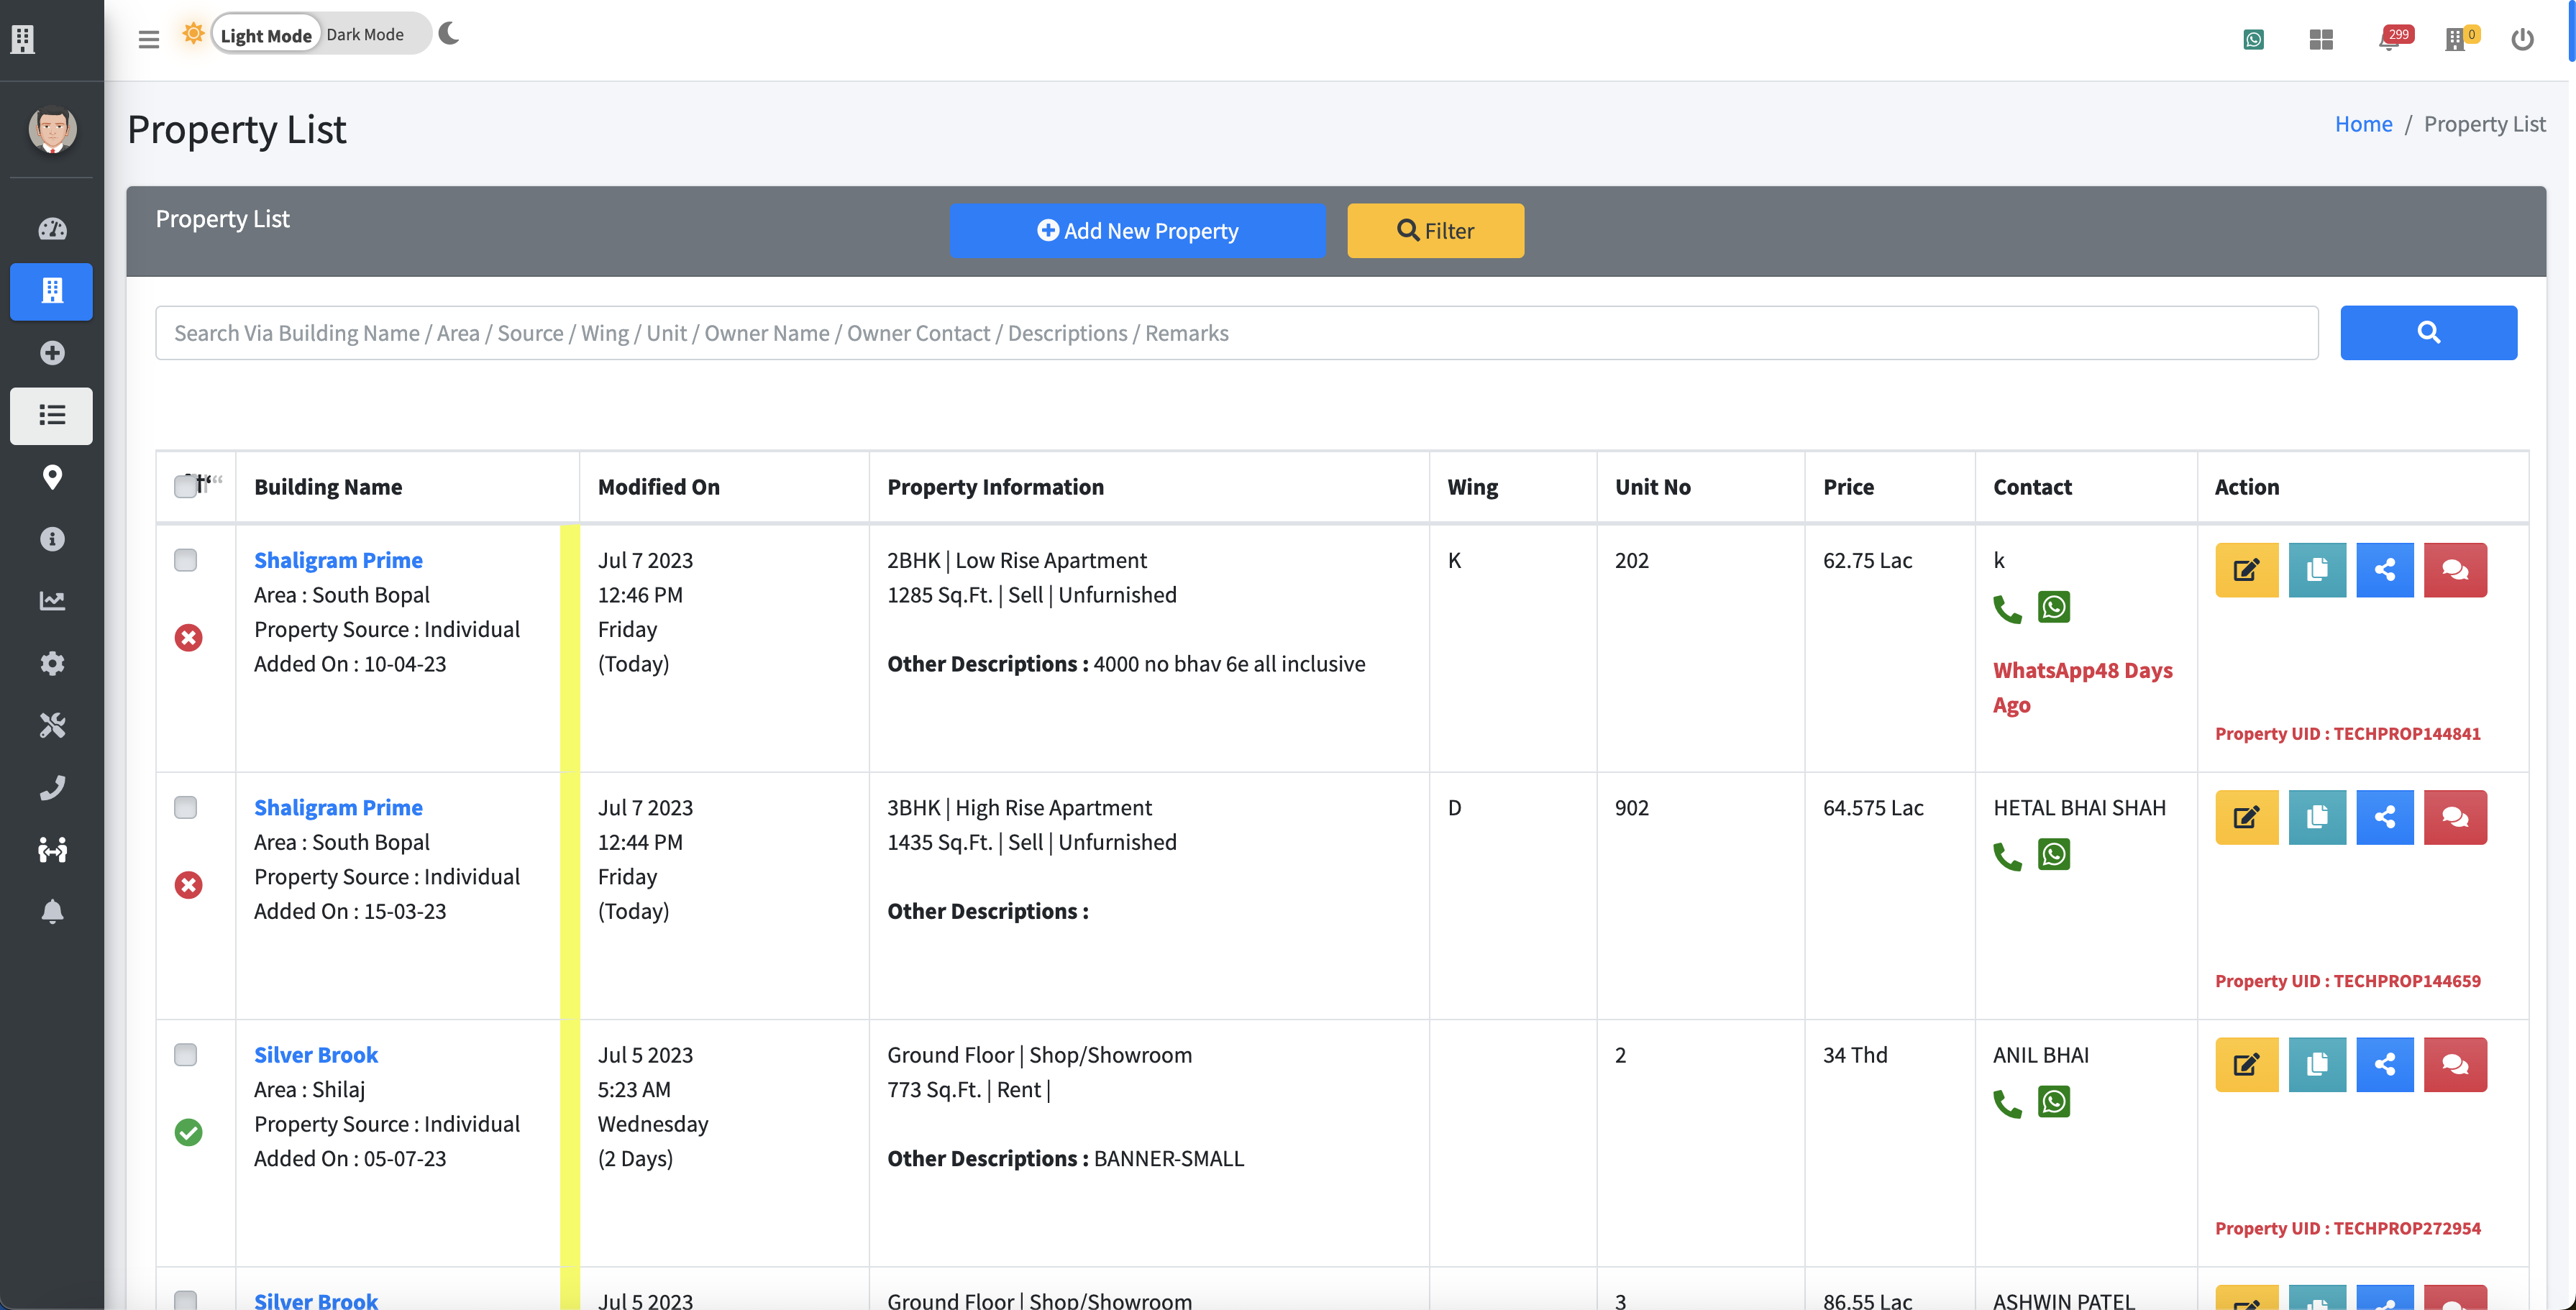 Light Mode Dark Mode
299
0
Property List
Home / Property List
Property List
Add New Property
Filter
Search Via Building Name / Area / Source / Wing / Unit / Owner Name / Owner Contact / Descriptions / Remarks
Building Name
Modified On
Property Information
Wing
Unit No
Price
Contact
Action
Shaligram Prime
Area : South Bopal
Property Source : Individual
Added On : 10-04-23
Jul 7 2023
12:46 PM
Friday
(Today)
2BHK | Low Rise Apartment
1285 Sq.Ft. | Sell | Unfurnished
Other Descriptions : 4000 no bhav 6e all inclusive
K
202
62.75 Lac
k
WhatsApp48 Days
Ago
Property UID : TECHPROP144841
Shaligram Prime
Area : South Bopal
Property Source : Individual
Added On : 15-03-23
Jul 7 2023
12:44 PM
Friday
(Today)
3BHK | High Rise Apartment
1435 Sq.Ft. | Sell | Unfurnished
Other Descriptions :
D
902
64.575 Lac
HETAL BHAI SHAH
Property UID : TECHPROP144659
Silver Brook
Area : Shilaj
Property Source : Individual
Added On : 05-07-23
Jul 5 2023
5:23 AM
Wednesday
(2 Days)
Ground Floor | Shop/Showroom
773 Sq.Ft. | Rent |
Other Descriptions : BANNER-SMALL
2
34 Thd
ANIL BHAI
Property UID : TECHPROP272954
Silver Brook
Jul 5 2023
Ground Floor | Shop/Showroom
3
86.55 Lac
ASHWIN PATEL